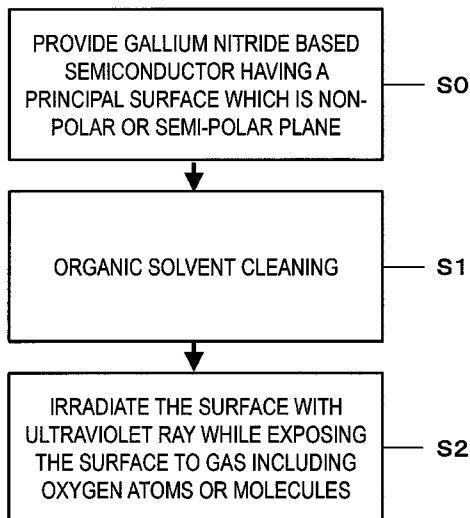 PROVIDE GALLIUM NITRIDE BASED
SEMICONDUCTOR HAVING A
PRINCIPAL SURFACE WHICH IS NON-
POLAR OR SEMI-POLAR PLANE
S0
ORGANIC SOLVENT CLEANING
S1
IRRADIATE THE SURFACE WITH
ULTRAVIOLET RAY WHILE EXPOSING
THE SURFACE TO GAS INCLUDING
OXYGEN ATOMS OR MOLECULES
S2